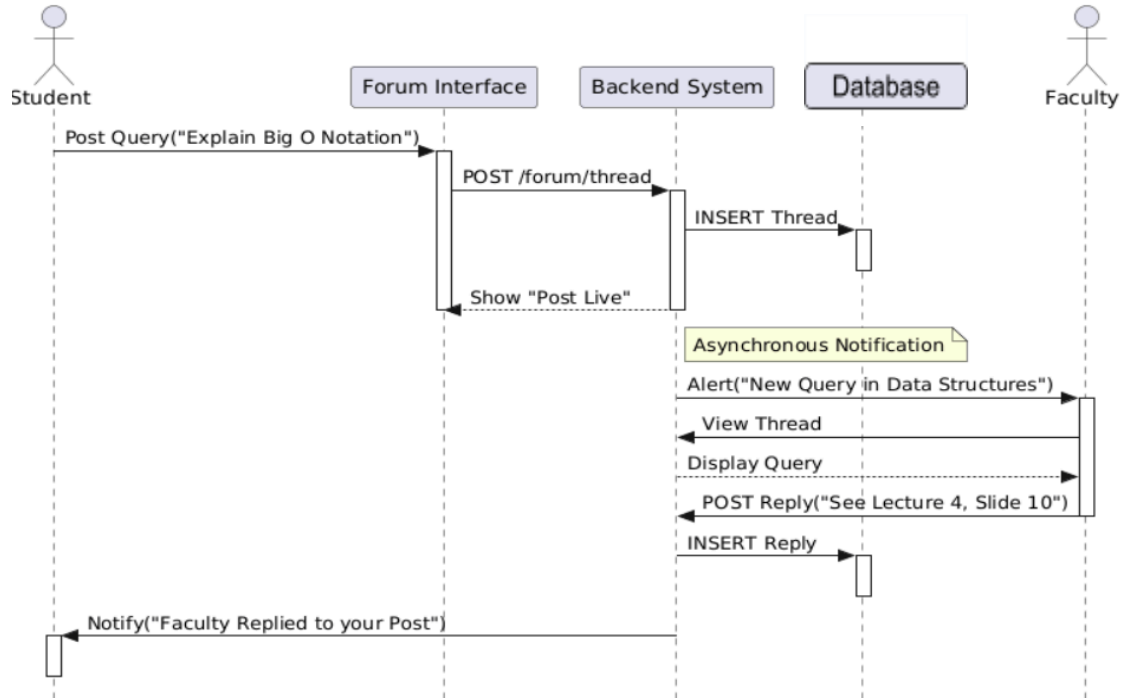 Student
Forum Interface
Backend System
Database
Faculty
Post Query("Explain Big O Notation")
POST /forum/thread
INSERT Thread
Show "Post Live"
Asynchronous Notification
Alert("New Query in Data Structures")
View Thread
Display Query
POST Reply("See Lecture 4, Slide 10")
INSERT Reply
Notify("Faculty Replied to your Post")